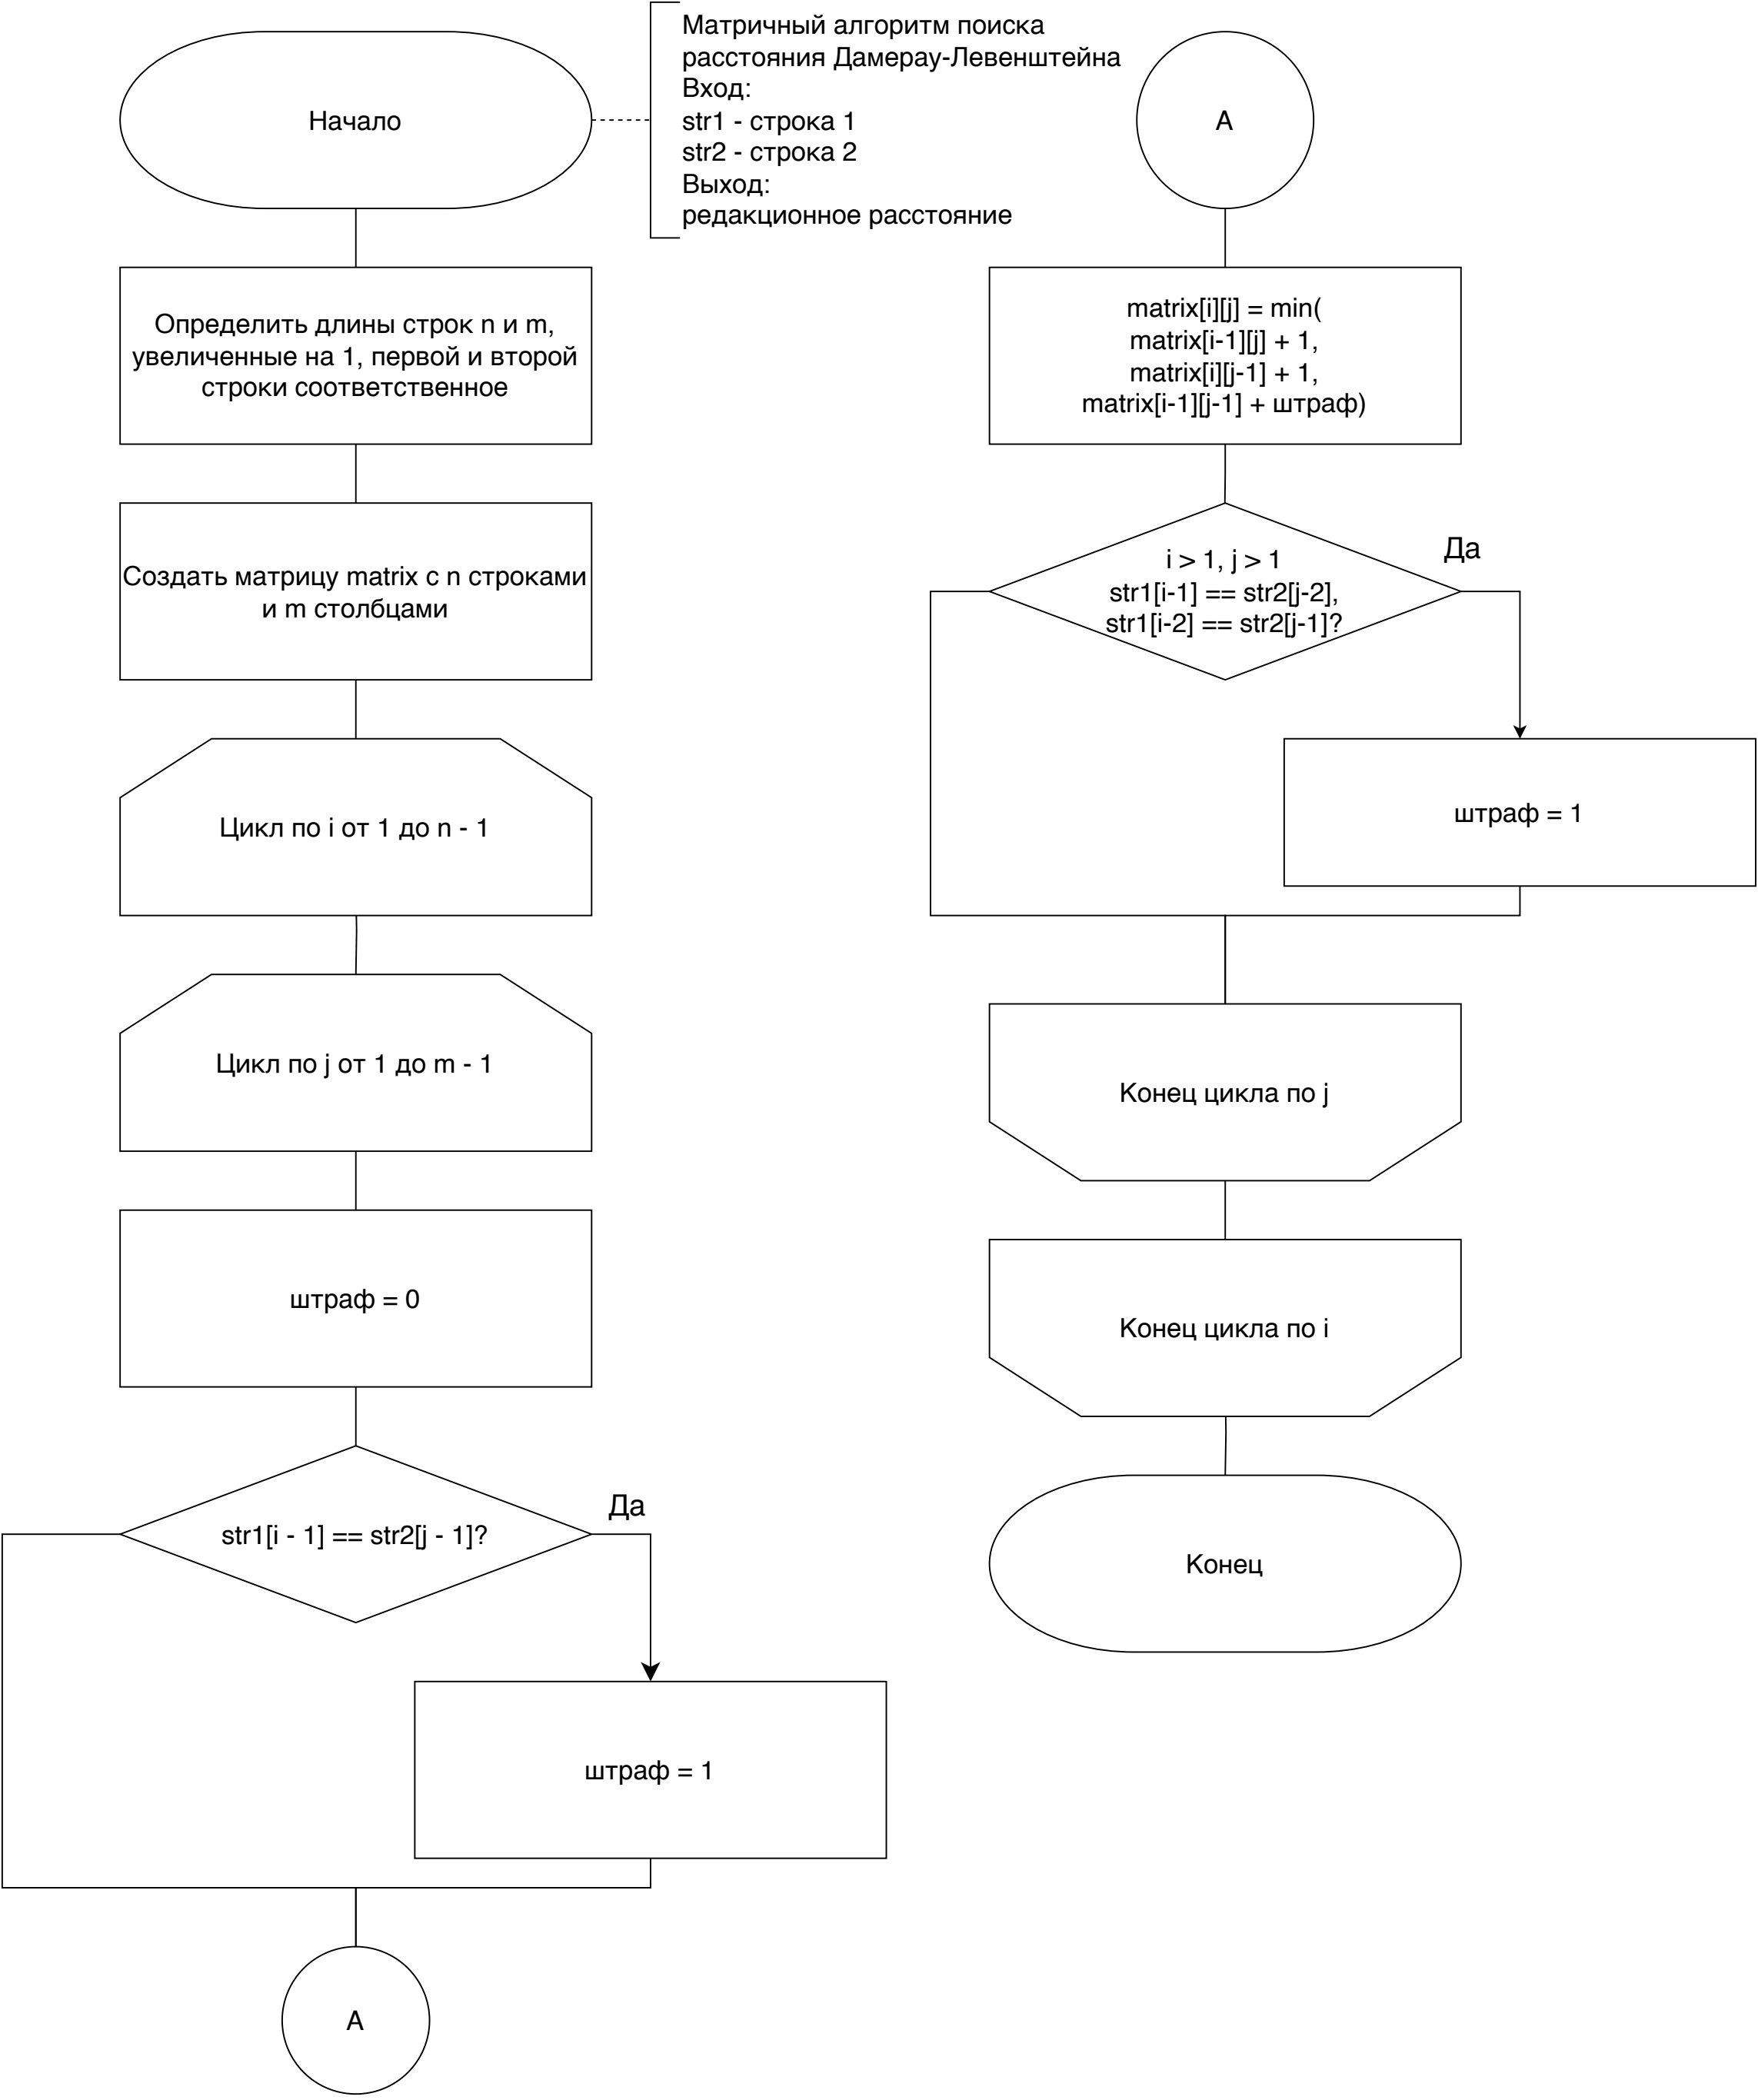 Начало
Матричный алгоритм поиска
расстояния Дамерау-Левенштейна
Вход:
str1 - строка 1
str2 - строка 2
Выход:
редакционное расстояние
Определить длины строк n и m,
увеличенные на 1, первой и второй
строки соответственное
Создать матрицу matrix с n строками
и m столбцами
Цикл по i от 1 до n - 1
Цикл по j от 1 до m - 1
штраф = 0
str1[i - 1] == str2[j - 1]?
Да
штраф = 1
A
A
matrix[i][j] = min(
matrix[i-1][j] + 1,
matrix[i][j-1] + 1,
matrix[i-1][j-1] + штраф)
i > 1, j > 1
str1[i-1] == str2[j-2],
str1[i-2] == str2[j-1]?
Да
штраф = 1
Конец цикла по j
Конец цикла по i
Конец